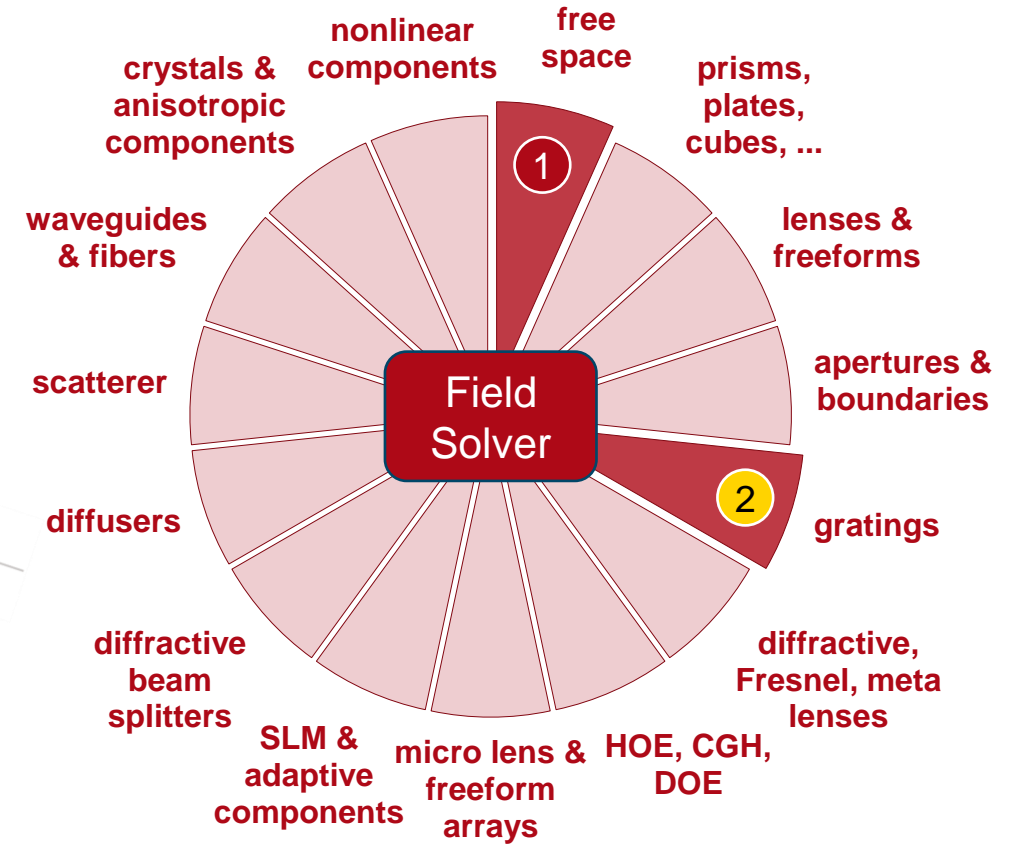 free
space
1
prisms,
plates,
cubes, ...
lenses &
freeforms
apertures &
boundaries
2
gratings
diffractive,
Fresnel, meta
lenses
HOE, CGH,
DOE
micro lens &
freeform
arrays
SLM &
adaptive
components
diffractive
beam
splitters
diffusers
scatterer
waveguides
& fibers
crystals &
anisotropic
components
nonlinear
components
Field
Solver